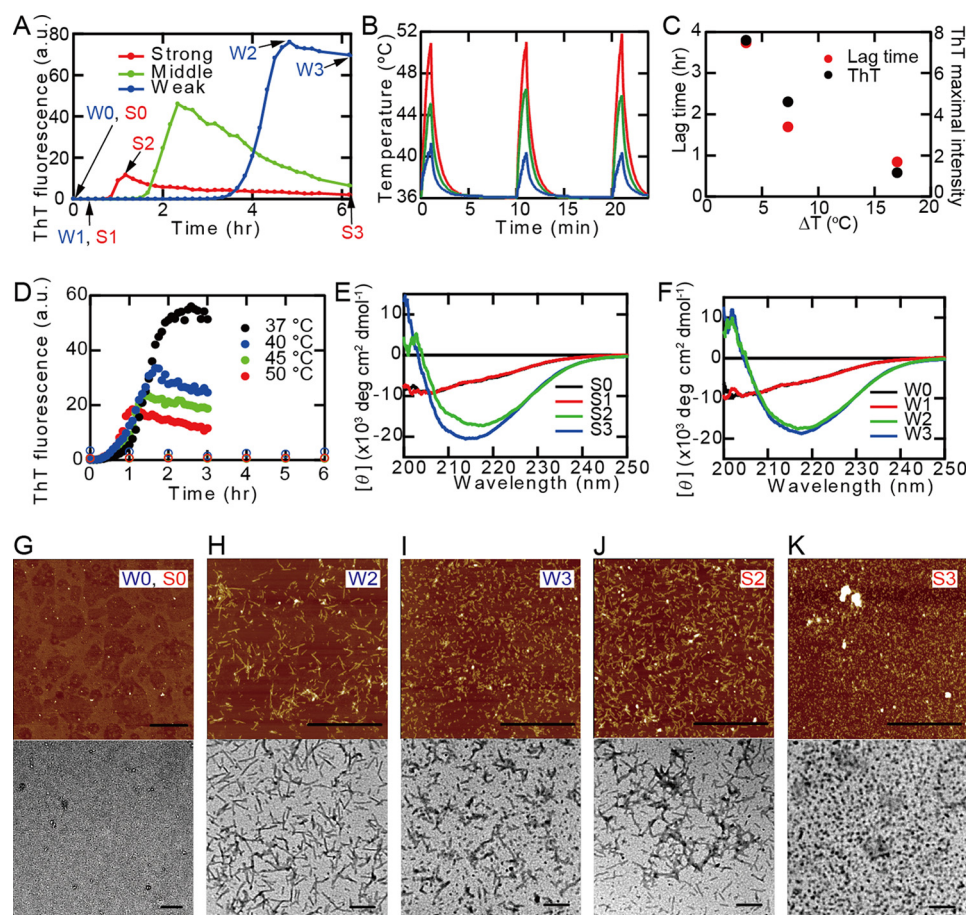 A
ThT fluorescence (a.u.)
80
60
40
20
0
0 2 4 6
Time (hr)
Strong
Middle
Weak
W0, S0
S2
W2
W3
W1, S1
S3
B
Temperature (°C)
52
48
44
40
36
0 5 10 15 20
Time (min)
C
Lag time (hr)
4
3
2
1
0
0 5 10 15 20
ΔT (°C)
Lag time
ThT
8
7
6
5
4
3
2
1
0
ThT maximal intensity
D
ThT fluorescence (a.u.)
60
40
20
0
0 1 2 3 4 5 6
Time (hr)
37 °C
40 °C
45 °C
50 °C
E
[θ] (x10³ deg cm² dmol⁻¹)
10
0
-10
-20
200 210 220 230 240 250
Wavelength (nm)
S0
S1
S2
S3
F
[θ] (x10³ deg cm² dmol⁻¹)
10
0
-10
-20
200 210 220 230 240 250
Wavelength (nm)
W0
W1
W2
W3
G
W0, S0
H
W2
I
W3
J
S2
K
S3